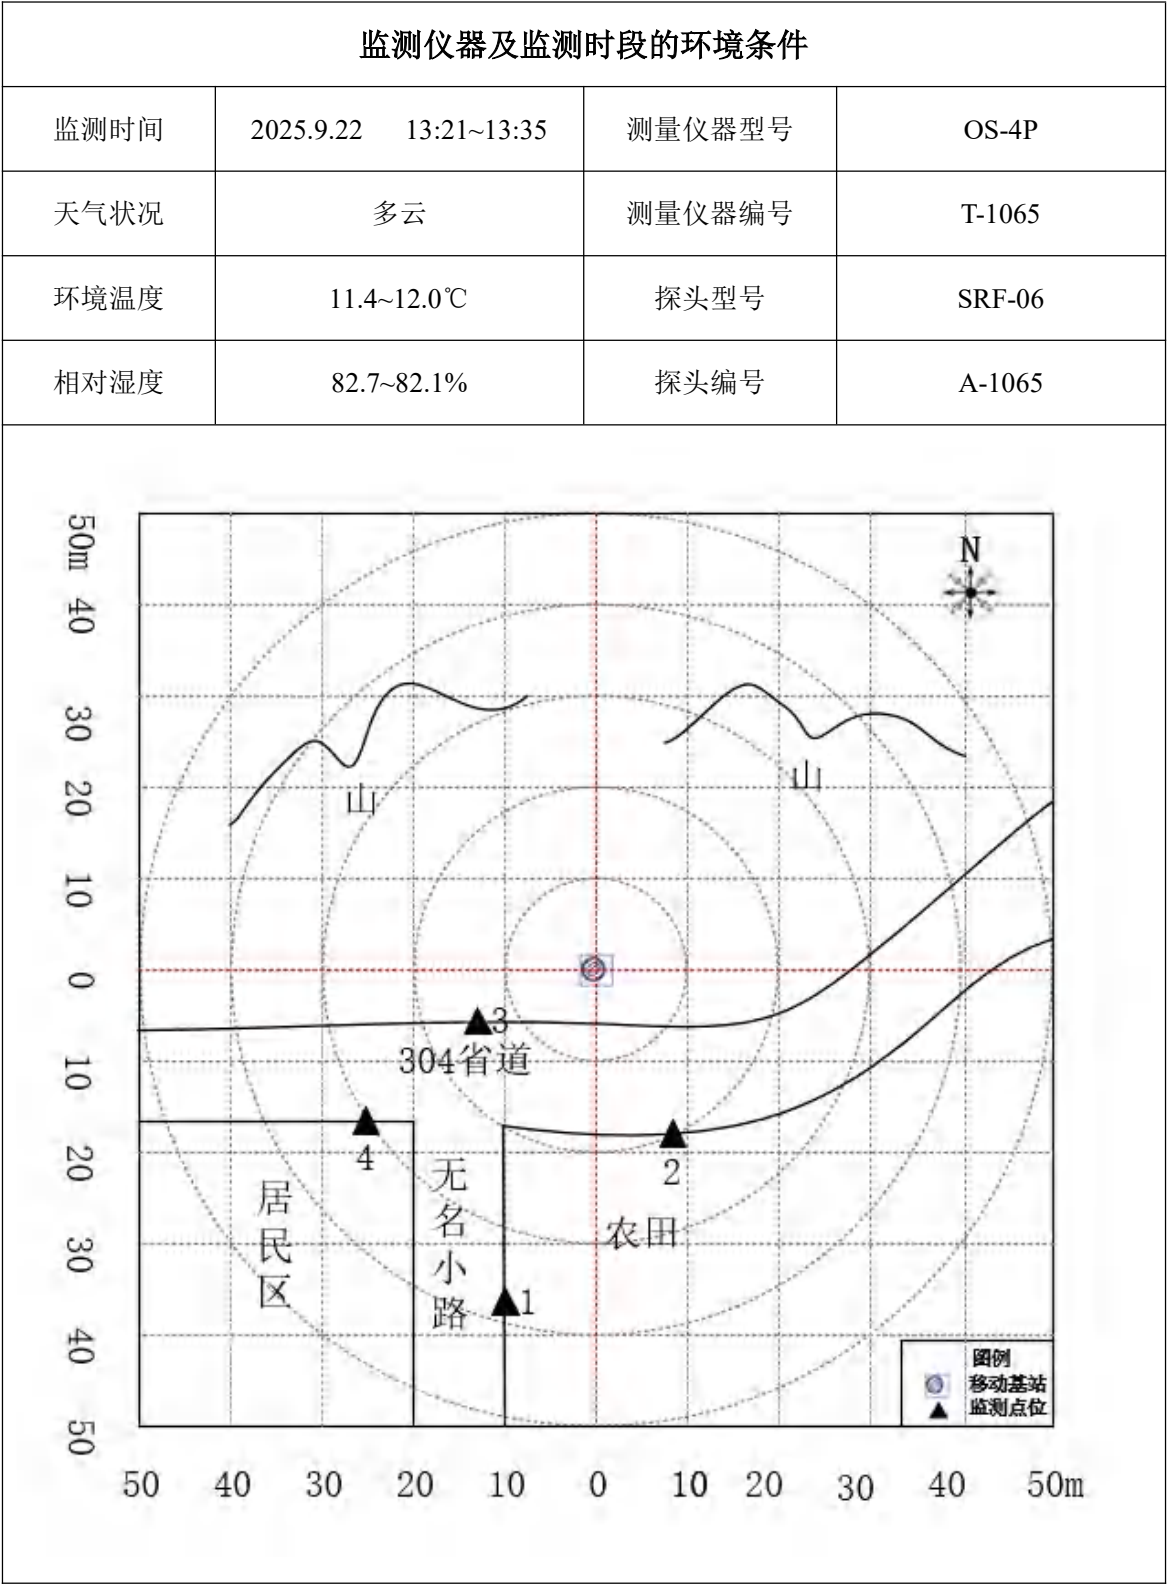 监测仪器及监测时段的环境条件
监测时间 2025.9.22 13:21~13:35 测量仪器型号 OS-4P
天气状况 多云 测量仪器编号 T-1065
环境温度 11.4~12.0℃ 探头型号 SRF-06
相对湿度 82.7~82.1% 探头编号 A-1065
50m
40
30
20
10
0
10
20
30
40
50
N
山
山
3
304省道
4
2
无名小路
居民区
农田
1
图例
移动基站
监测点位
50 40 30 20 10 0 10 20 30 40 50m